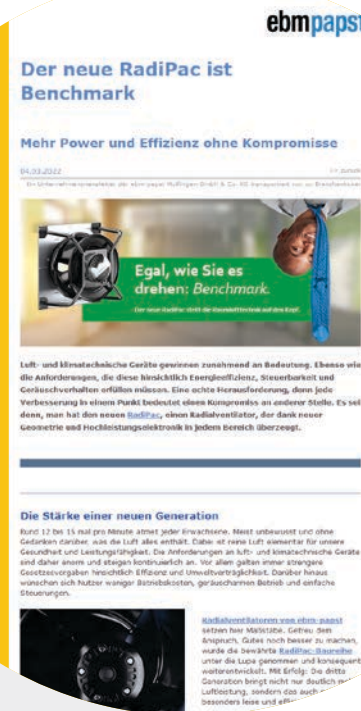 ebmpapst
Der neue RadiPac ist
Benchmark
Mehr Power und Effizienz ohne Kompromisse
04.03.2022
Egal, wie Sie es
drehen: Benchmark.
Der neue RadiPac stellt die Raumlufttechnik auf den Kopf.
Luft- und klimatechnische Geräte gewinnen zunehmend an Bedeutung. Ebenso wie
die Anforderungen, die diese hinsichtlich Energieeffizienz, Steuerbarkeit und
Geräuschverhalten erfüllen müssen. Eine echte Herausforderung, denn jede
Verbesserung in einem Punkt bedeutet einen Kompromiss an anderer Stelle. Es sei
denn, man hat den neuen RadiPac, einen Radialventilator, der dank neuer
Geometrie und Hochleistungselektronik in jedem Bereich überzeugt.
Die Stärke einer neuen Generation
Rund 12 bis 15 mal pro Minute atmet jeder Erwachsene. Meist unbewusst und ohne
Gedanken darüber, was die Luft alles enthält. Dabei ist reine Luft elementar für unsere
Gesundheit und Leistungsfähigkeit. Die Anforderungen an luft- und klimatechnische Geräte
sind daher enorm und steigen kontinuierlich an. Vor allem gelten immer strengere
Gesetzesvorgaben hinsichtlich Effizienz und Umweltverträglichkeit. Darüber hinaus
wünschen sich Nutzer weniger Betriebskosten, geräuscharmen Betrieb und einfache
Steuerungen.
Radialventilatoren von ebm-papst
setzen hier Maßstäbe. Getreu dem
Anspruch, Gutes noch besser zu machen,
wurde die bewährte RadiPac-Baureihe
unter die Lupe genommen und konsequent
weiterentwickelt. Mit Erfolg: Die dritte
Generation bringt nicht nur deutlich
Luftleistung, sondern das auch
besonders leise und